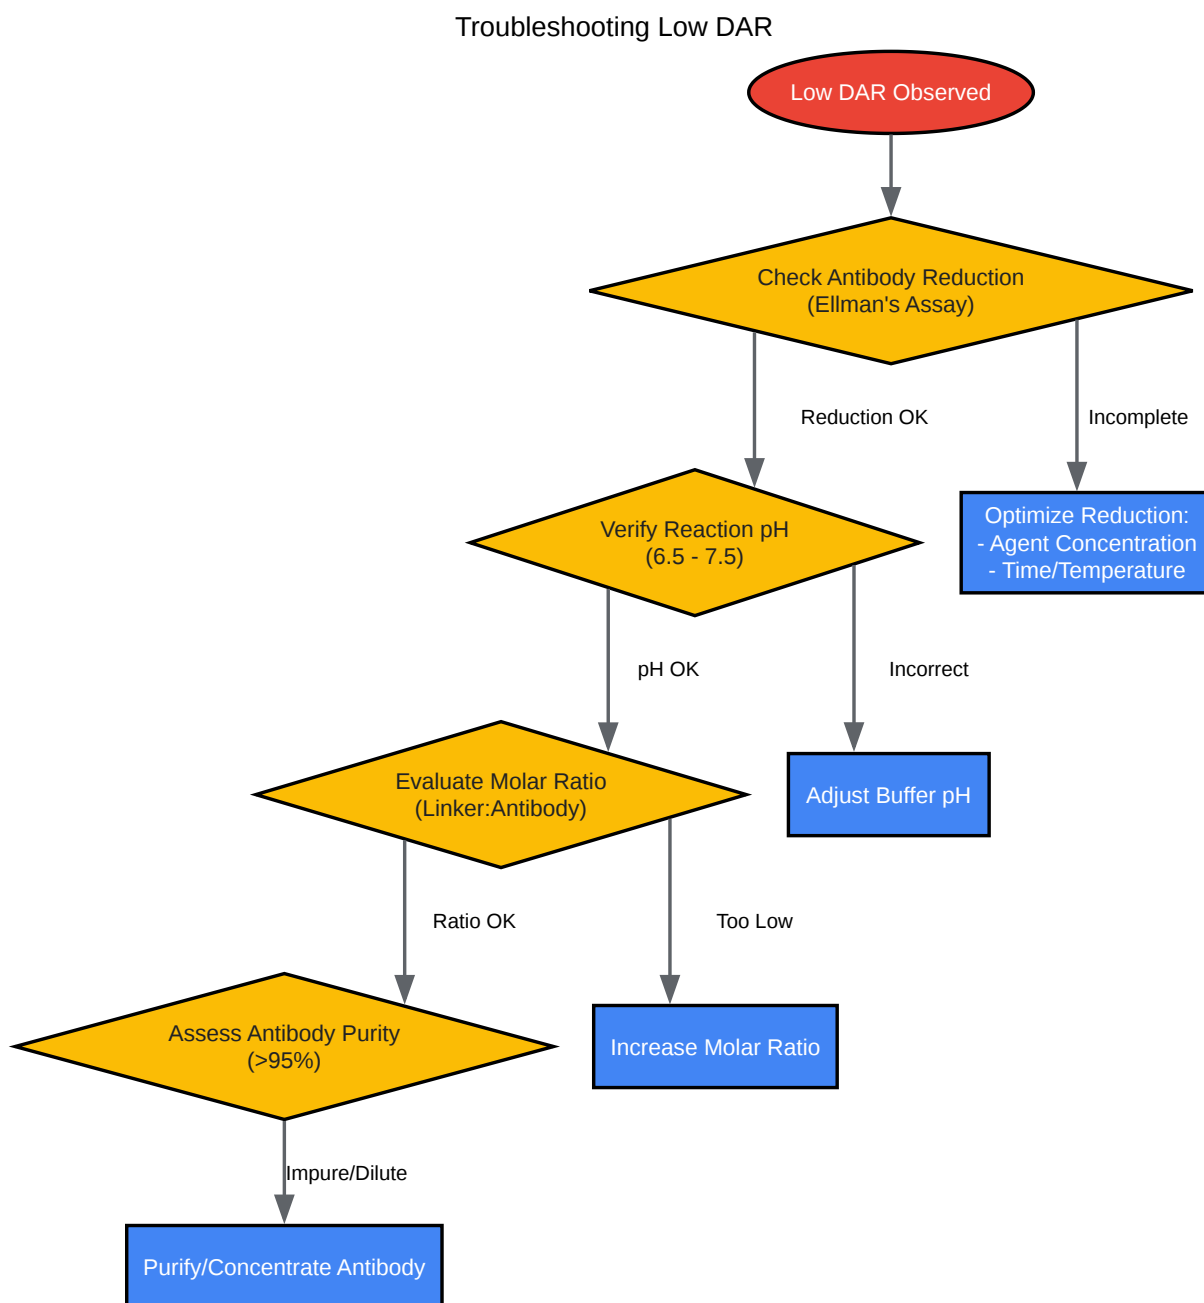 Troubleshooting Low DAR
Low DAR Observed
Check Antibody Reduction
(Ellman's Assay)
Reduction OK
Incomplete
Verify Reaction pH
(6.5 - 7.5)
Optimize Reduction:
- Agent Concentration
- Time/Temperature
pH OK
Incorrect
Evaluate Molar Ratio
(Linker:Antibody)
Adjust Buffer pH
Ratio OK
Too Low
Assess Antibody Purity
(>95%)
Increase Molar Ratio
Impure/Dilute
Purify/Concentrate Antibody